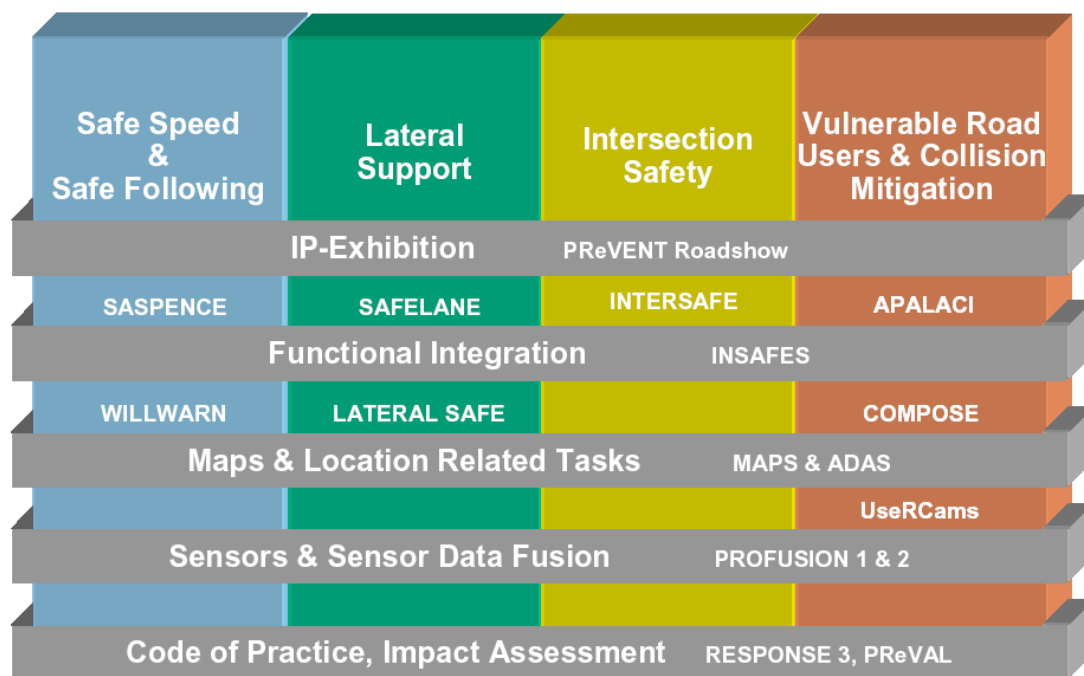 Safe Speed
&
Safe Following
Lateral
Support
Intersection
Safety
Vulnerable Road
Users & Collision
Mitigation
IP-Exhibition PReVENT Roadshow
SASPENCE SAFELANE INTERSAFE APALACI
Functional Integration INSAFES
WILLWARN LATERAL SAFE COMPOSE
Maps & Location Related Tasks MAPS & ADAS
UseRCams
Sensors & Sensor Data Fusion PROFUSION 1 & 2
Code of Practice, Impact Assessment RESPONSE 3, PReVAL